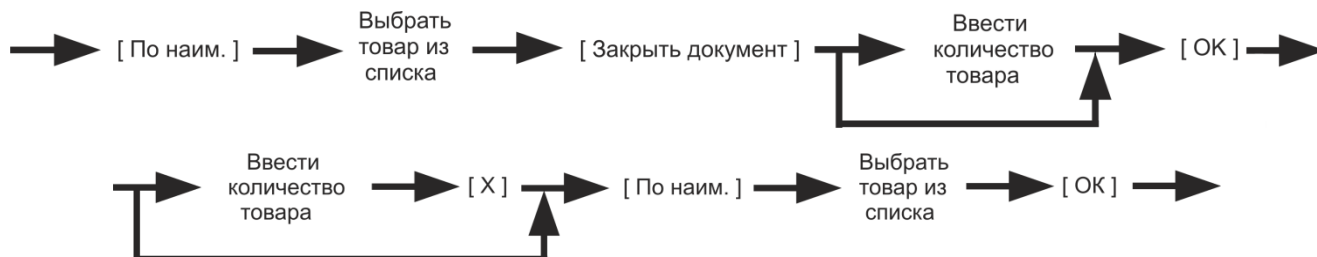 [ По наим. ]
Выбрать
товар из
списка
[ Закрыть документ ]
Ввести
количество
товара
[ OK ]
Ввести
количество
товара
[ X ]
[ По наим. ]
Выбрать
товар из
списка
[ ОК ]